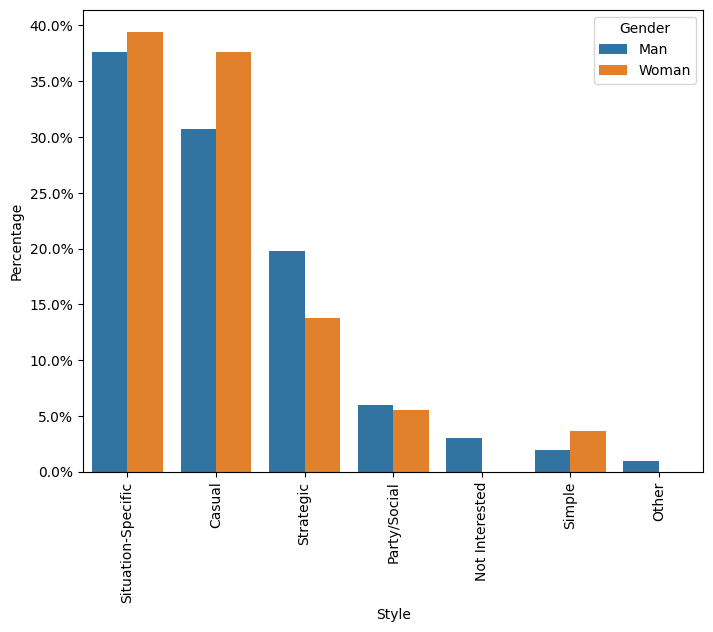 Gender
Man
Woman
Percentage
40.0%
35.0%
30.0%
25.0%
20.0%
15.0%
10.0%
5.0%
0.0%
Situation-Specific
Casual
Strategic
Party/Social
Not Interested
Simple
Other
Style